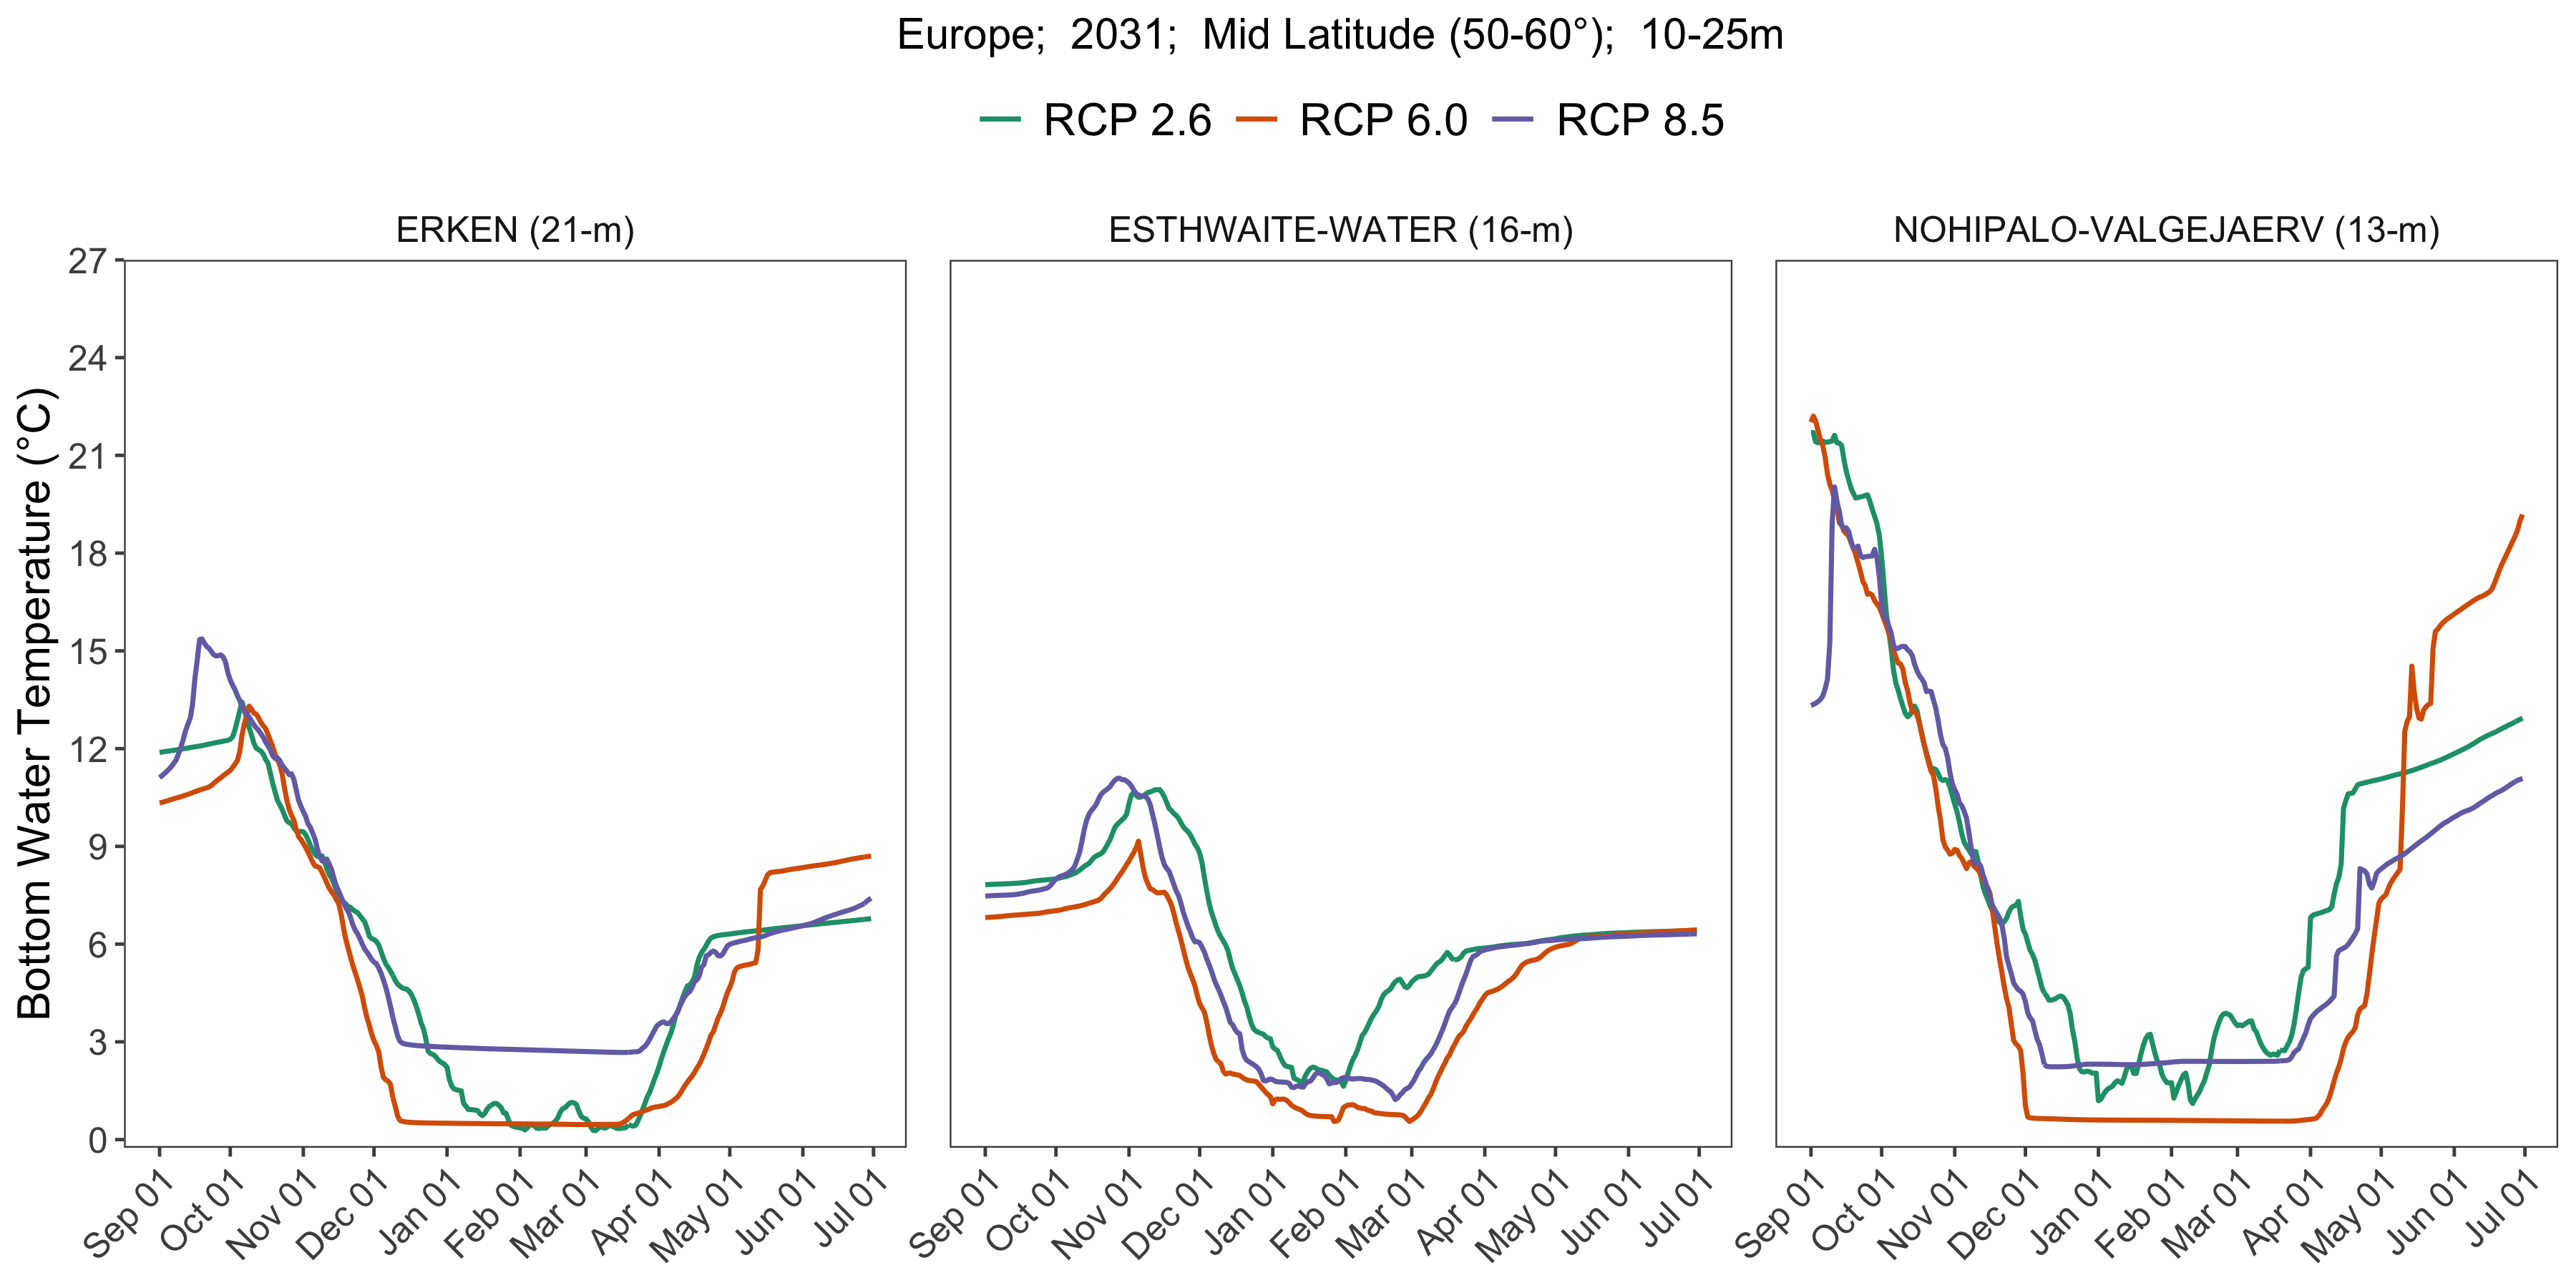 Europe;  2031;  Mid Latitude (50-60°);  10-25m
RCP 2.6 RCP 6.0 RCP 8.5
ERKEN (21-m) ESTHWAITE-WATER (16-m) NOHIPALO-VALGEJAERV (13-m)
Bottom Water Temperature (°C)
27
24
21
18
15
12
9
6
3
0
Sep 01 Oct 01 Nov 01 Dec 01 Jan 01 Feb 01 Mar 01 Apr 01 May 01 Jun 01 Jul 01 Sep 01 Oct 01 Nov 01 Dec 01 Jan 01 Feb 01 Mar 01 Apr 01 May 01 Jun 01 Jul 01 Sep 01 Oct 01 Nov 01 Dec 01 Jan 01 Feb 01 Mar 01 Apr 01 May 01 Jun 01 Jul 01